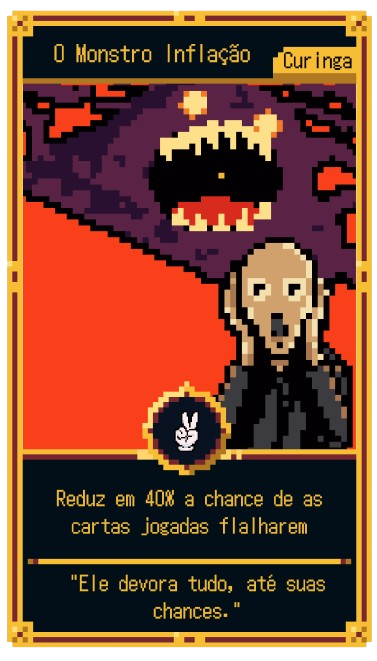 O Monstro Inflação
Curinga
Reduz em 40% a chance de as
cartas jogadas flalharem
"Ele devora tudo, até suas
chances."